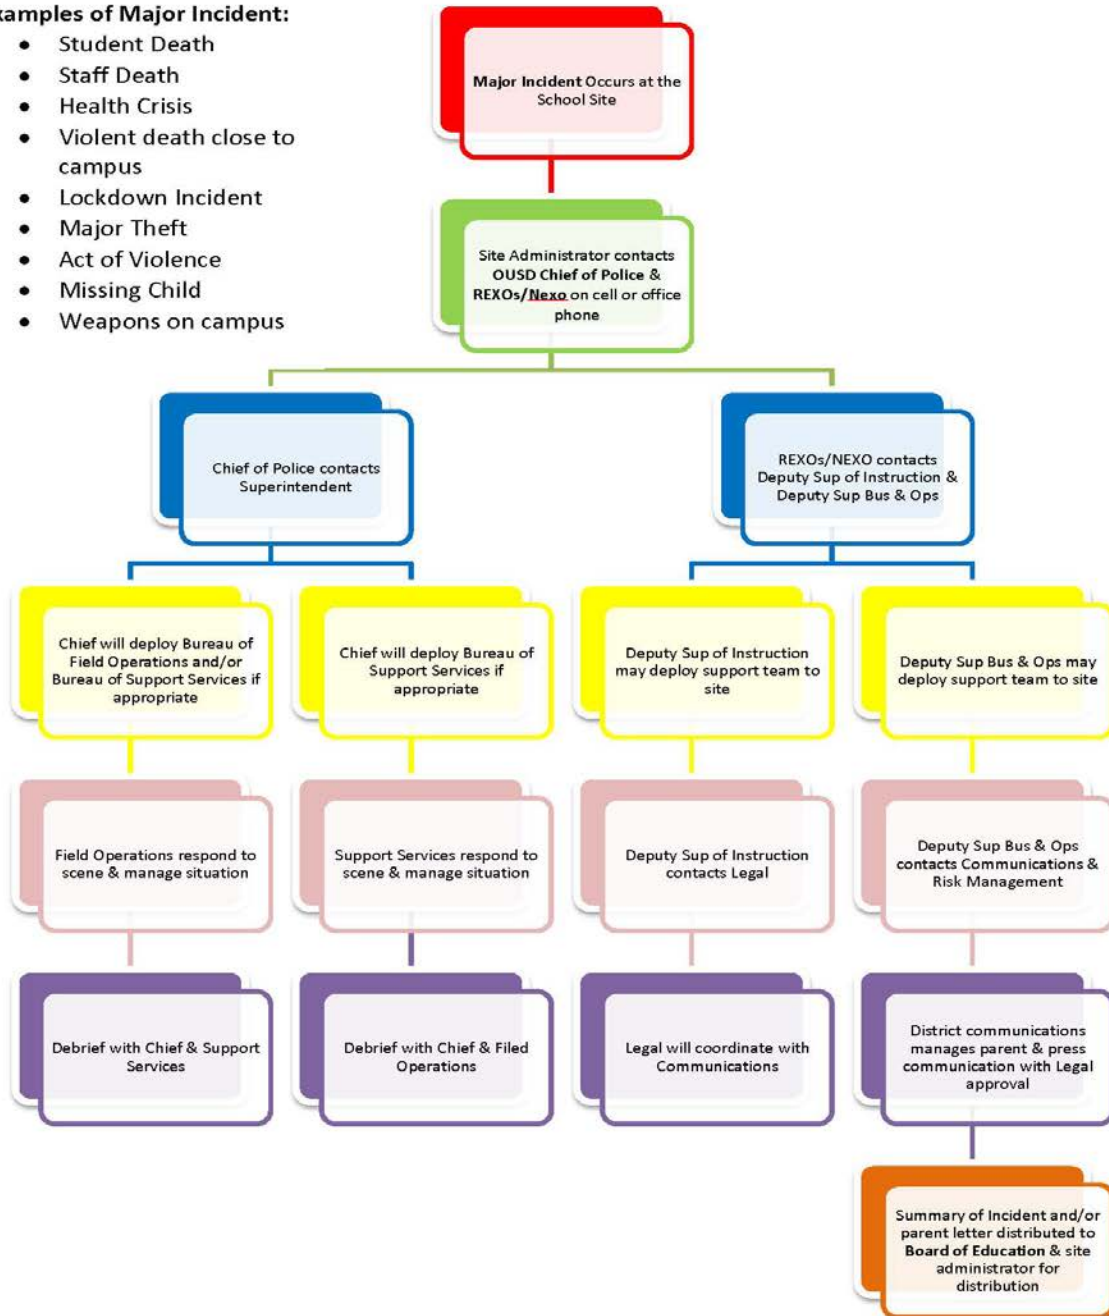 xamples of Major Incident:
• Student Death
• Staff Death
• Health Crisis
• Violent death close to
campus
• Lockdown Incident
• Major Theft
• Act of Violence
• Missing Child
• Weapons on campus
Major Incident Occurs at the
School Site
Site Administrator contacts
OUSD Chief of Police &
REXOs/Nexo on cell or office
phone
Chief of Police contacts
Superintendent
REXOs/NEXO contacts
Deputy Sup of Instruction &
Deputy Sup Bus & Ops
Chief will deploy Bureau of
Field Operations and/or
Bureau of Support Services if
appropriate
Chief will deploy Bureau of
Support Services if
appropriate
Deputy Sup of Instruction
may deploy support team to
site
Deputy Sup Bus & Ops may
deploy support team to site
Field Operations respond to
scene & manage situation
Support Services respond to
scene & manage situation
Deputy Sup of Instruction
contacts Legal
Deputy Sup Bus & Ops
contacts Communications &
Risk Management
Debrief with Chief & Support
Services
Debrief with Chief & Filed
Operations
Legal will coordinate with
Communications
District communications
manages parent & press
communication with Legal
approval
Summary of Incident and/or
parent letter distributed to
Board of Education & site
administrator for
distribution